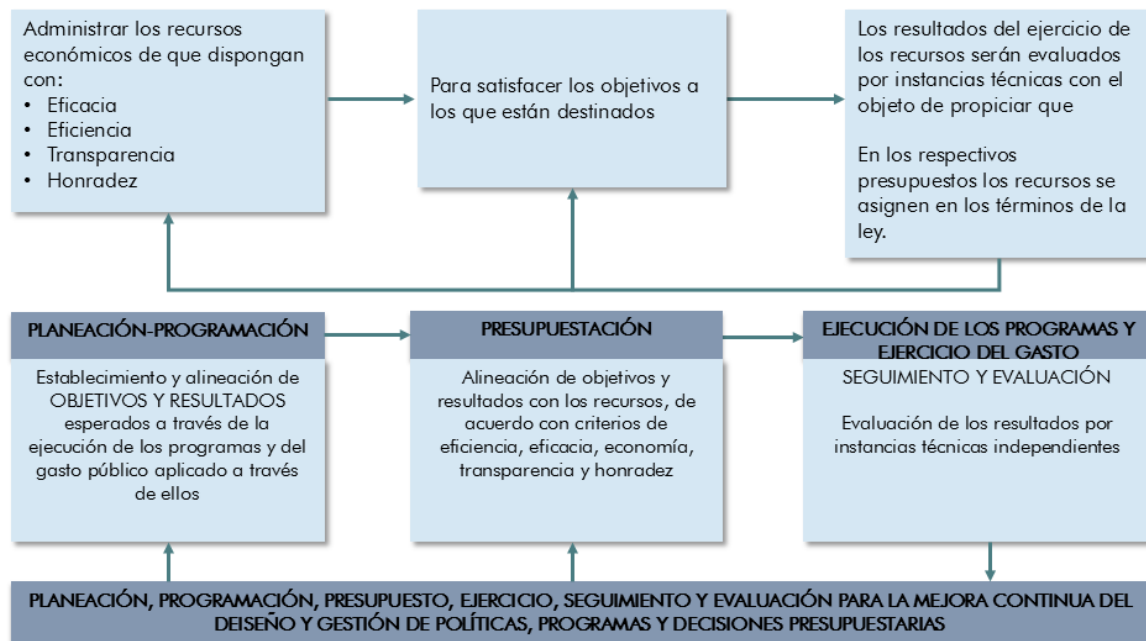 Administrar los recursos
económicos de que dispongan
con:
• Eficacia
• Eficiencia
• Transparencia
• Honradez
Para satisfacer los objetivos a
los que están destinados
Los resultados del ejercicio de
los recursos serán evaluados
por instancias técnicas con el
objeto de propiciar que
En los respectivos
presupuestos los recursos se
asignen en los términos de la
ley.
PLANEACIÓN-PROGRAMACIÓN
Establecimiento y alineación de
OBJETIVOS Y RESULTADOS
esperados a través de la
ejecución de los programas y del
gasto público aplicado a través
de ellos
PRESUPUESTACIÓN
Alineación de objetivos y
resultados con los recursos, de
acuerdo con criterios de
eficiencia, eficacia, economía,
transparencia y honradez
EJECUCIÓN DE LOS PROGRAMAS Y
EJERCICIO DEL GASTO
SEGUIMIENTO Y EVALUACIÓN
Evaluación de los resultados por
instancias técnicas independientes
PLANEACIÓN, PROGRAMACIÓN, PRESUPUESTO, EJERCICIO, SEGUIMIENTO Y EVALUACIÓN PARA LA MEJORA CONTINUA DEL
DEISEÑO Y GESTIÓN DE POLÍTICAS, PROGRAMAS Y DECISIONES PRESUPUESTARIAS